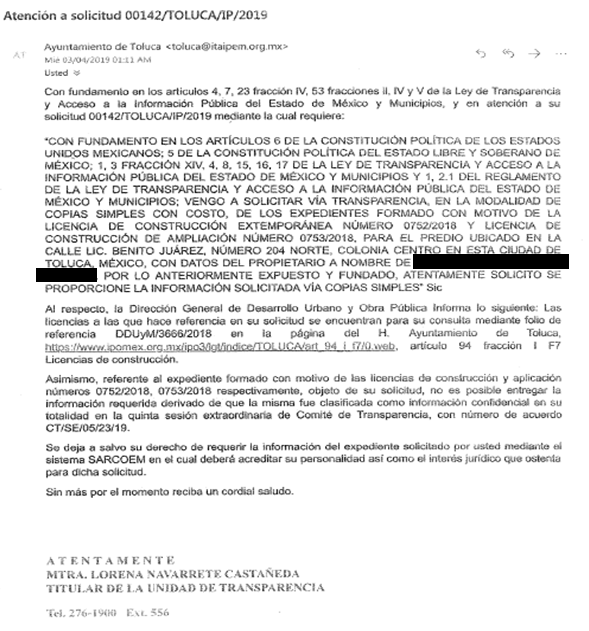 Atención a solicitud 00142/TOLUCA/IP/2019
AT
Ayuntamiento de Toluca <toluca@itaipem.org.mx>
Mié 03/04/2019 01:11 AM
Usted
Con fundamento en los artículos 4, 7, 23 fracción IV, 53 fracciones II, IV y V de la Ley de Transparencia
y Acceso a la Información Pública del Estado de México y Municipios, y en atención a su
solicitud 00142/TOLUCA/IP/2019 mediante la cual requiere:
"CON FUNDAMENTO EN LOS ARTÍCULOS 6 DE LA CONSTITUCIÓN POLÍTICA DE LOS ESTADOS
UNIDOS MEXICANOS; 5 DE LA CONSTITUCIÓN POLÍTICA DEL ESTADO LIBRE Y SOBERANO DE
MÉXICO; 1, 3 FRACCIÓN XIV, 4, 8, 15, 16, 17 DE LA LEY DE TRANSPARENCIA Y ACCESO A LA
INFORMACIÓN PÚBLICA DEL ESTADO DE MÉXICO Y MUNICIPIOS Y 1, 2.1 DEL REGLAMENTO
DE LA LEY DE TRANSPARENCIA Y ACCESO A LA INFORMACIÓN PÚBLICA DEL ESTADO DE
MÉXICO Y MUNICIPIOS; VENGO A SOLICITAR VÍA TRANSPARENCIA, EN LA MODALIDAD DE
COPIAS SIMPLES CON COSTO, DE LOS EXPEDIENTES FORMADO CON MOTIVO DE LA
LICENCIA DE CONSTRUCCIÓN EXTEMPORÁNEA NÚMERO 0752/2018 Y LICENCIA DE
CONSTRUCCIÓN DE AMPLIACIÓN NÚMERO 0753/2018, PARA EL PREDIO UBICADO EN LA
CALLE LIC. BENITO JUÁREZ, NÚMERO 204 NORTE, COLONIA CENTRO EN ESTA CIUDAD DE
TOLUCA, MÉXICO, CON DATOS DEL PROPIETARIO A NOMBRE DE
POR LO ANTERIORMENTE EXPUESTO Y FUNDADO, ATENTAMENTE SOLICITO SE
PROPORCIONE LA INFORMACIÓN SOLICITADA VÍA COPIAS SIMPLES" Sic
Al respecto, la Dirección General de Desarrollo Urbano y Obra Pública Informa lo siguiente: Las
licencias a las que hace referencia en su solicitud se encuentran para su consulta mediante folio de
referencia DDUyM/3666/2018 en la página del H. Ayuntamiento de Toluca,
https://www.ipomex.org.mx/ipo3/lgt/indice/TOLUCA/art_94_i_f7/0.web, artículo 94 fracción I F7
Licencias de construcción.
Asimismo, referente al expediente formado con motivo de las licencias de construcción y aplicación
números 0752/2018, 0753/2018 respectivamente, objeto de su solicitud, no es posible entregar la
información requerida derivado de que la misma fue clasificada como información confidencial en su
totalidad en la quinta sesión extraordinaria de Comité de Transparencia, con número de acuerdo
CT/SE/05/23/19.
Se deja a salvo su derecho de requerir la información del expediente solicitado por usted mediante el
sistema SARCOEM en el cual deberá acreditar su personalidad así como el interés jurídico que ostenta
para dicha solicitud.
Sin más por el momento reciba un cordial saludo.
ATENTAMENTE
MTRA. LORENA NAVARRETE CASTAÑEDA
TITULAR DE LA UNIDAD DE TRANSPARENCIA
Tel. 276-1900 Ext. 556